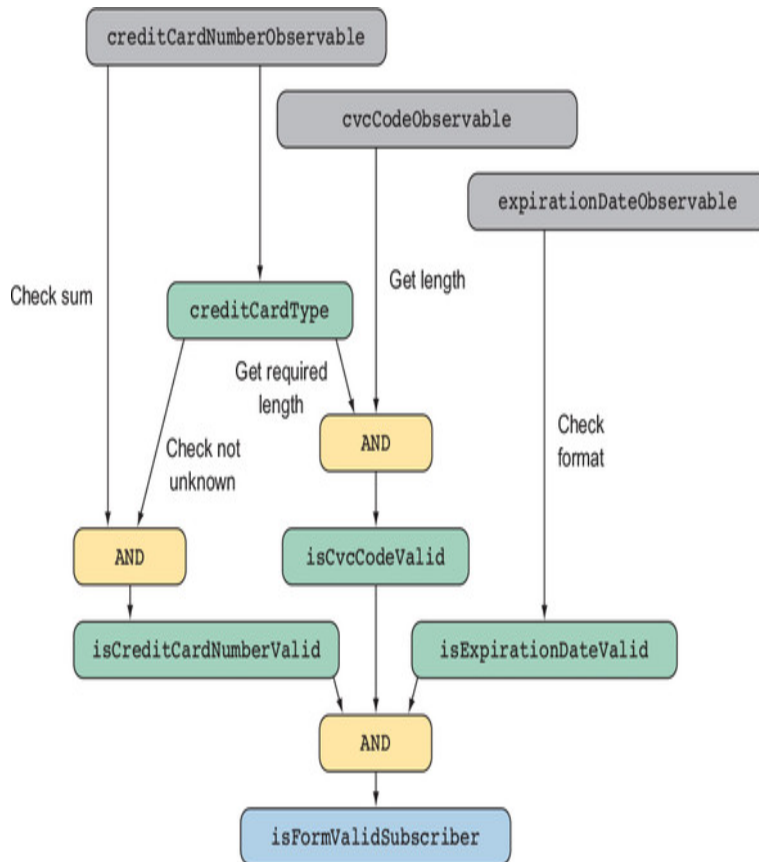 creditCardNumberObservable
cvcCodeObservable
expirationDateObservable
Check sum
Get length
creditCardType
Get required
length
Check not
unknown
AND
Check
format
AND
isCvcCodeValid
isCreditCardNumberValid
isExpirationDateValid
AND
isFormValidSubscriber